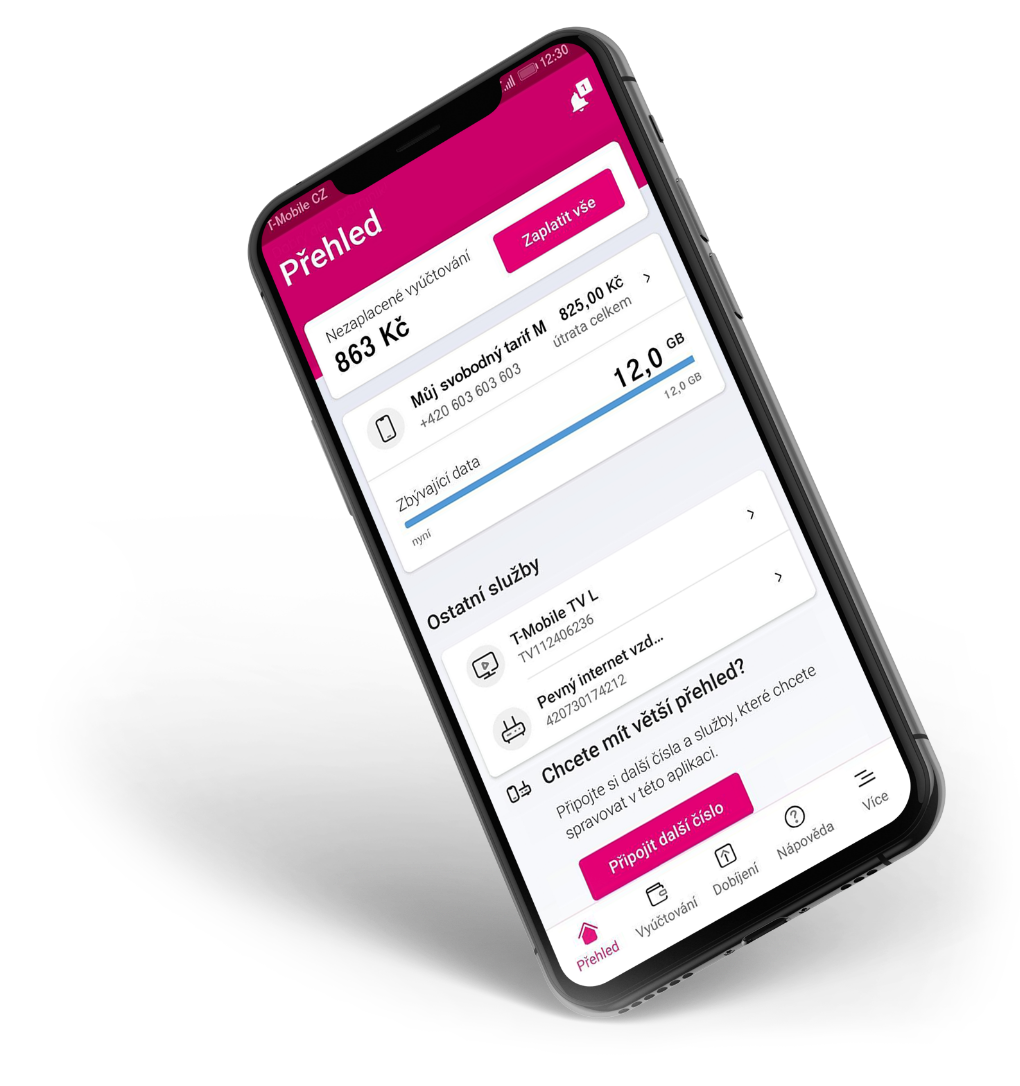 T-Mobile CZ
12:30
1
Přehled
Nezaplacené vyúčtování
863 Kč
Zaplatit vše
Můj svobodný tarif M
825,00 Kč
+420 603 603 603
útrata celkem
Zbývající data
12,0 GB
nyní
12,0 GB
Ostatní služby
T-Mobile TV L
TV112406236
Pevný internet vzd...
420730174212
Chcete mít větší přehled?
Připojte si další čísla a služby, které chcete
spravovat v této aplikaci.
Připojit další číslo
Přehled
Vyúčtování
Dobíjení
Nápověda
Více